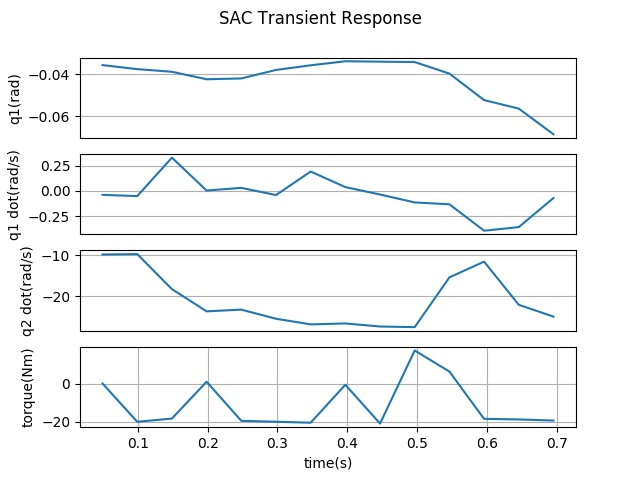 SAC Transient Response
q1(rad)
−0.04
−0.06
q1 dot(rad/s)
0.25
0.00
−0.25
q2 dot(rad/s)
−10
−20
torque(Nm)
0
−20
0.1 0.2 0.3 0.4 0.5 0.6 0.7
time(s)